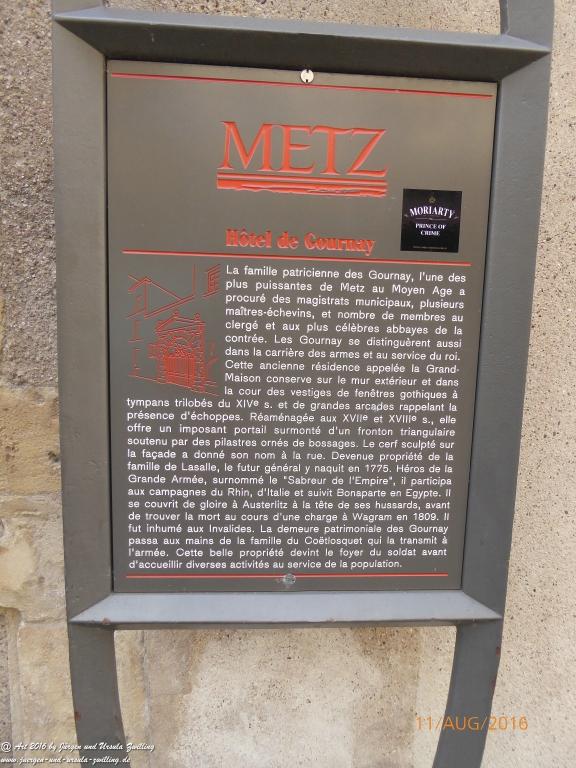 METZ
MORIARTY
PRINCE OF
CRIME
Hôtel de Gournay
La famille patricienne des Gournay, l'une des
plus puissantes de Metz au Moyen Age a
procuré des magistrats municipaux, plusieurs
maîtres-échevins, et nombre de membres au
clergé et aux plus célèbres abbayes de la
contrée. Les Gournay se distinguèrent aussi
dans la carrière des armes et au service du roi.
Cette ancienne résidence appelée la Grand-
Maison conserve sur le mur extérieur et dans
la cour des vestiges de fenêtres gothiques à
tympans trilobés du XIVe s. et de grandes arcades rappelant la
présence d'échoppes. Réaménagée aux XVIIe et XVIIIe s., elle
offre un imposant portail surmonté d'un fronton triangulaire
soutenu par des pilastres ornés de bossages. Le cerf sculpté sur
la façade a donné son nom à la rue. Devenue propriété de la
famille de Lasalle, le futur général y naquit en 1775. Héros de la
Grande Armée, surnommé le "Sabreur de l'Empire", il participa
aux campagnes du Rhin, d'Italie et suivit Bonaparte en Egypte. Il
se couvrit de gloire à Austerlitz à la tête de ses hussards, avant
de trouver la mort au cours d'une charge à Wagram en 1809. Il
fut inhumé aux Invalides. La demeure patrimoniale des Gournay
passa aux mains de la famille du Coëtlosquet qui la transmit à
l'armée. Cette belle propriété devint le foyer du soldat avant
d'accueillir diverses activités au service de la population.
11/AUG/2016
@ Art 2016 by Jürgen und Ursula Zwilling
www.juergen-und-ursula-zwilling.de